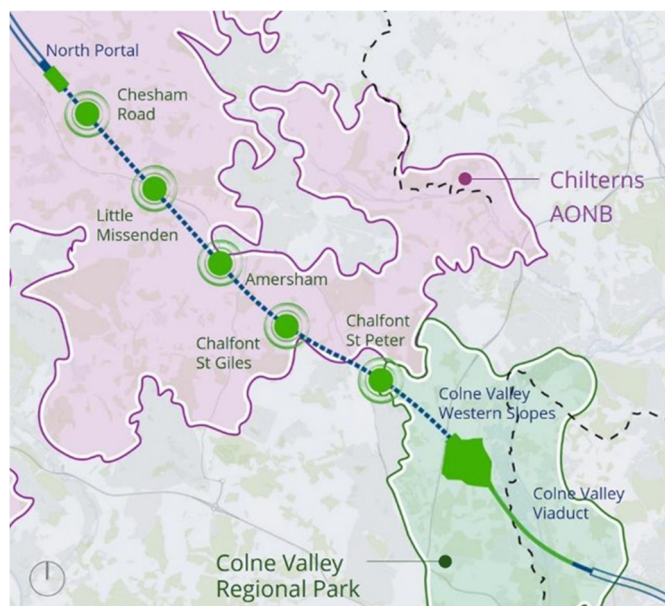 North Portal
Chesham
Road
Little
Missenden
Amersham
Chalfont
St Giles
Chalfont
St Peter
Chilterns
AONB
Colne Valley
Western Slopes
Colne Valley
Viaduct
Colne Valley
Regional Park